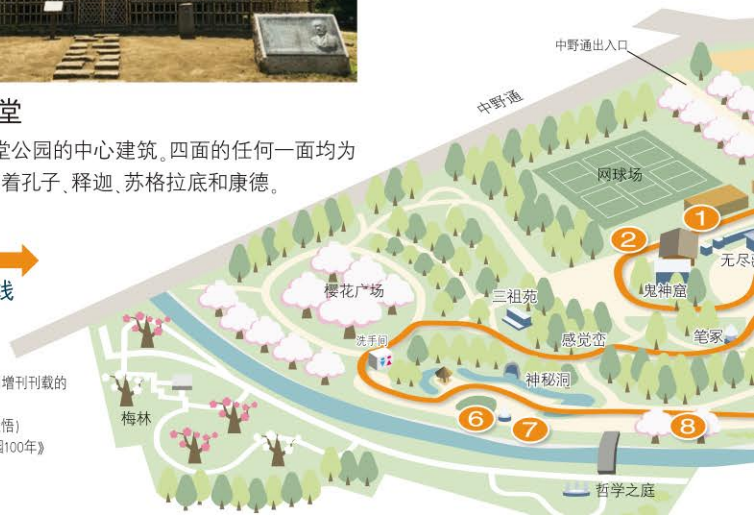 堂
堂公园的中心建筑。四面的任何一面均为
着孔子、释迦、苏格拉底和康德。
线
增刊刊载的
悟)
园100年》
中野通出入口
中野通
网球场
1
2
无尽
鬼神窟
樱花广场
三祖苑
感觉峦
笔冢
洗手间
神秘洞
梅林
6
7
8
哲学之庭